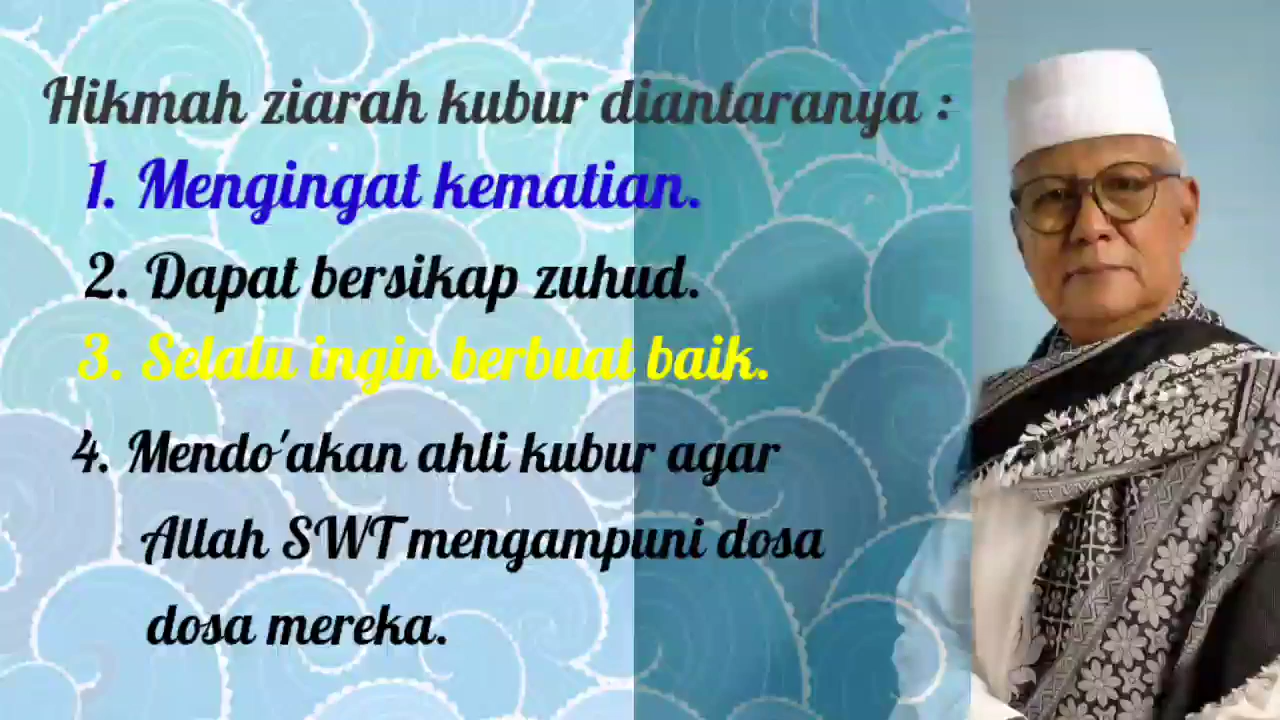 Hikmah ziarah kubur diantaranya :
1. Mengingat kematian.
2. Dapat bersikap zuhud.
3. Selalu ingin berbuat baik.
4. Mendo'akan ahli kubur agar
Allah SWT mengampuni dosa
dosa mereka.